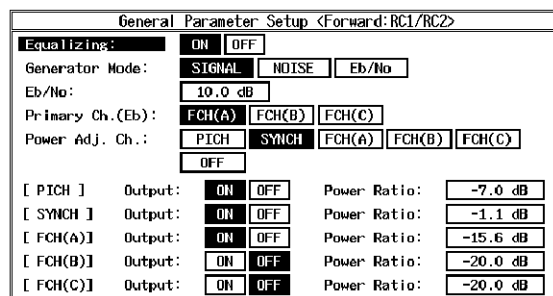 General Parameter Setup <Forward:RC1/RC2>
Equalizing: ON OFF
Generator Mode: SIGNAL NOISE Eb/No
Eb/No: 10.0 dB
Primary Ch.(Eb): FCH(A) FCH(B) FCH(C)
Power Adj. Ch.: PICH SYNCH FCH(A) FCH(B) FCH(C)
OFF
[ PICH ] Output: ON OFF Power Ratio: -7.0 dB
[ SYNCH ] Output: ON OFF Power Ratio: -1.1 dB
[ FCH(A)] Output: ON OFF Power Ratio: -15.6 dB
[ FCH(B)] Output: ON OFF Power Ratio: -20.0 dB
[ FCH(C)] Output: ON OFF Power Ratio: -20.0 dB